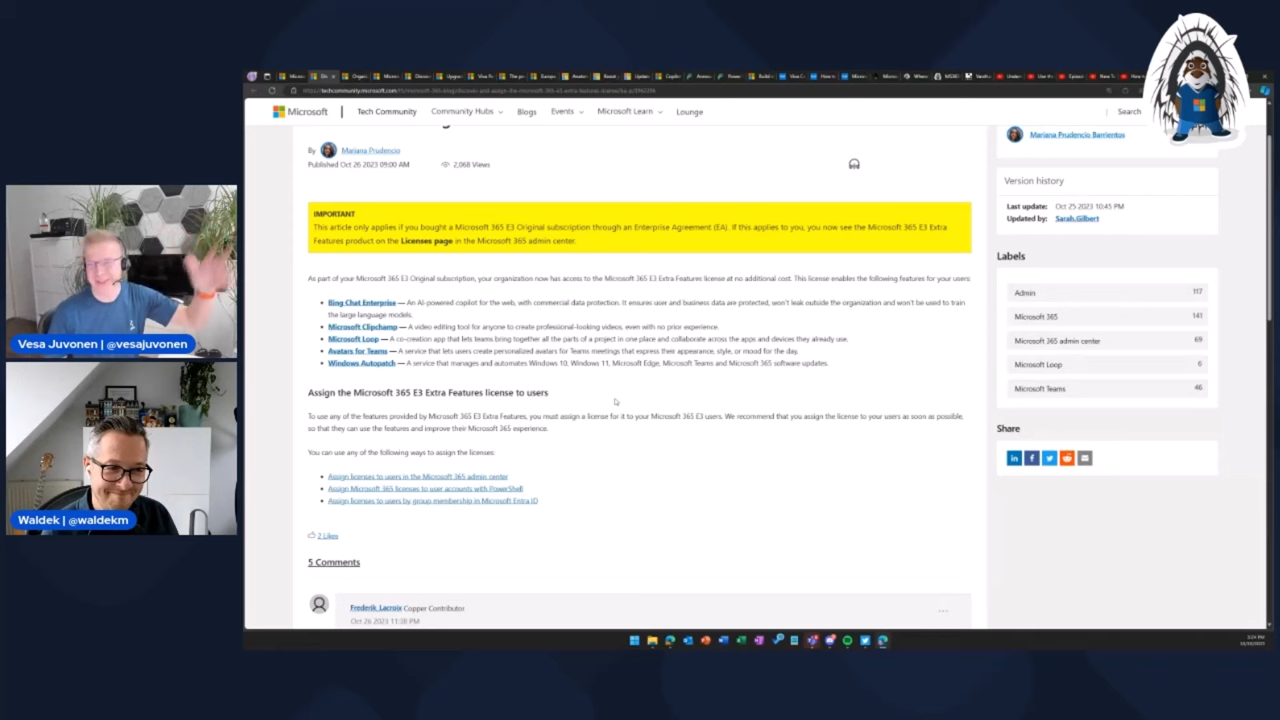 Microsoft
Tech Community
Community Hubs
Blogs
Events
Microsoft Learn
Lounge
Search
By Mariana Prudencio
Published Oct 26 2023 09:00 AM
2,068 Views
Mariana Prudencio Barrientos
Version history
Last update: Oct 25 2023 10:45 PM
Updated by: Sarah.Gilbert
IMPORTANT
This article only applies if you bought a Microsoft 365 E3 Original subscription through an Enterprise Agreement (EA). If this applies to you, you now see the Microsoft 365 E3 Extra
Features product on the Licenses page in the Microsoft 365 admin center.
As part of your Microsoft 365 E3 Original subscription, your organization now has access to the Microsoft 365 E3 Extra Features license at no additional cost. This license enables the following features for your users:
• Bing Chat Enterprise — An AI-powered copilot for the web, with commercial data protection. It ensures user and business data are protected, won't leak outside the organization and won't be used to train
the large language models.
• Microsoft Clipchamp — A video editing tool for anyone to create professional-looking videos, even with no prior experience.
• Microsoft Loop — A co-creation app that lets teams bring together all the parts of a project in one place and collaborate across the apps and devices they already use.
• Avatars for Teams — A service that lets users create personalized avatars for Teams meetings that express their appearance, style, or mood for the day.
• Windows Autopatch — A service that manages and automates Windows 10, Windows 11, Microsoft Edge, Microsoft Teams and Microsoft 365 software updates.
Labels
Admin 117
Microsoft 365 141
Microsoft 365 admin center 69
Microsoft Loop 6
Microsoft Teams 46
Share
Assign the Microsoft 365 E3 Extra Features license to users
To use any of the features provided by Microsoft 365 E3 Extra Features, you must assign a license for it to your Microsoft 365 E3 users. We recommend that you assign the license to your users as soon as possible,
so that they can use the features and improve their Microsoft 365 experience.
You can use any of the following ways to assign the licenses:
• Assign licenses to users in the Microsoft 365 admin center
• Assign Microsoft 365 licenses to user accounts with PowerShell
• Assign licenses to users by group membership in Microsoft Entra ID
2 Likes
5 Comments
Frederik_Lacroix Copper Contributor
Oct 26 2023 11:38 PM
Vesa Juvonen | @vesajuvonen
Waldek | @waldekm